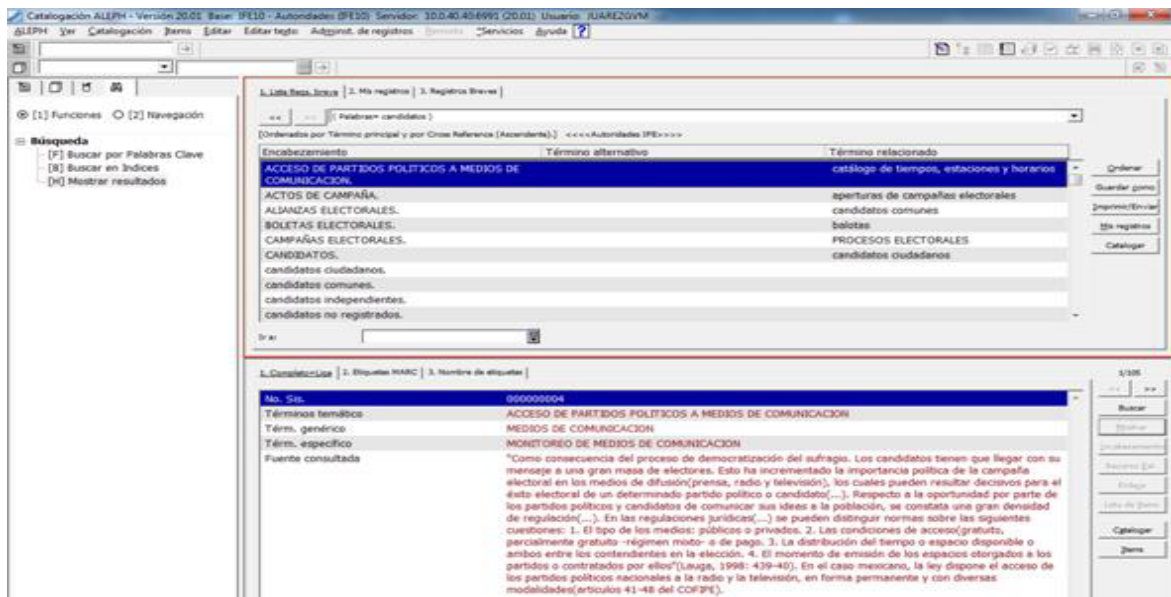 Catalogación ALEPH - Versión 20.01 Base: IFE10 - Autoridades (IFE10) Servidor: 10.0.40.40:6991 (20.01) Usuario: JUAREZGVM
ALEPH Ver Catalogación Items Editar Editar texto Administ. de registros Servicios Ayuda
1. Lista Regs. breve 2. Mis registros 3. Registros Breves
[1] Funciones [2] Navegación
<< ( Palabras= candidatos )
Búsqueda
[Ordenados por Término principal y por Cross Reference (Ascendente).] <<<<Autoridades IFE>>>>
[F] Buscar por Palabras Clave
[B] Buscar en Indices
[H] Mostrar resultados
Encabezamiento Término alternativo Término relacionado
ACCESO DE PARTIDOS POLITICOS A MEDIOS DE COMUNICACION. catálogo de tiempos, estaciones y horarios
ACTOS DE CAMPAÑA. aperturas de campañas electorales
ALIANZAS ELECTORALES. candidatos comunes
BOLETAS ELECTORALES. balotas
CAMPAÑAS ELECTORALES. PROCESOS ELECTORALES
CANDIDATOS. candidatos ciudadanos
candidatos ciudadanos.
candidatos comunes.
candidatos independientes.
candidatos no registrados.
Ir a:
Ordenar
Guardar como
Imprimir/Enviar
Mis registros
Catalogar
1. Completo+Liga 2. Etiquetas MARC 3. Nombre de etiquetas
1/105
No. Sis. 000000004
Términos temático ACCESO DE PARTIDOS POLITICOS A MEDIOS DE COMUNICACION
Térm. genérico MEDIOS DE COMUNICACION
Térm. específico MONITOREO DE MEDIOS DE COMUNICACION
Fuente consultada "Como consecuencia del proceso de democratización del sufragio. Los candidatos tienen que llegar con su
mensaje a una gran masa de electores. Esto ha incrementado la importancia política de la campaña
electoral en los medios de difusión(prensa, radio y televisión), los cuales pueden resultar decisivos para el
éxito electoral de un determinado partido político o candidato(...). Respecto a la oportunidad por parte de
los partidos políticos y candidatos de comunicar sus ideas a la población, se constata una gran densidad
de regulación(...). En las regulaciones jurídicas(...) se pueden distinguir normas sobre las siguientes
cuestiones: 1. El tipo de los medios: públicos o privados. 2. Las condiciones de acceso(gratuito,
parcialmente gratuito -régimen mixto- o de pago. 3. La distribución del tiempo o espacio disponible o
ambos entre los contendientes en la elección. 4. El momento de emisión de los espacios otorgados a los
partidos o contratados por ellos"(Lauga, 1998: 439-40). En el caso mexicano, la ley dispone el acceso de
los partidos políticos nacionales a la radio y la televisión, en forma permanente y con diversas
modalidades(articulos 41-48 del COFIPE).
Buscar
Mostrar
Catalogar
Items